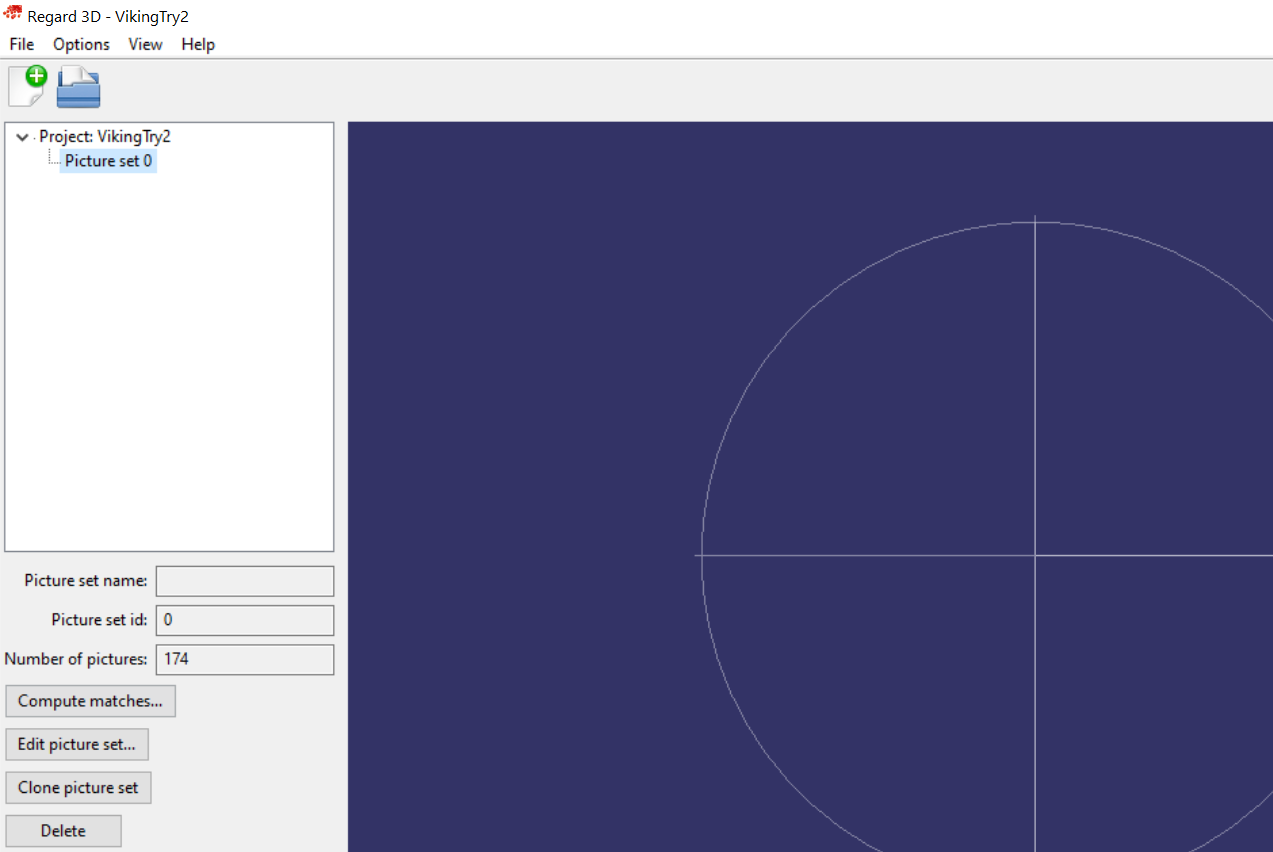 Regard 3D - VikingTry2
File Options View Help
Project: VikingTry2
Picture set 0
Picture set name:
Picture set id: 0
Number of pictures: 174
Compute matches...
Edit picture set...
Clone picture set
Delete